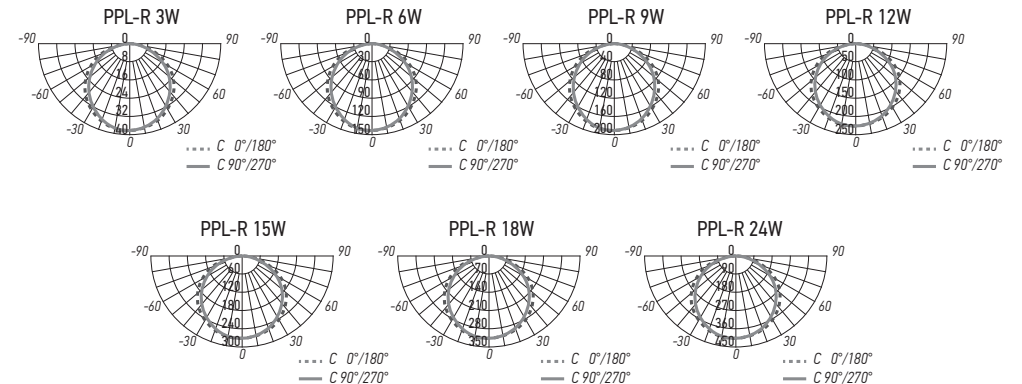 PPL-R 3W
PPL-R 6W
PPL-R 9W
PPL-R 12W
-90 0 90
-60 60
-30 0 30
8
16
24
32
40
C 0°/180°
C 90°/270°
-90 0 90
-60 60
-30 0 30
30
60
90
120
150
C 0°/180°
C 90°/270°
-90 0 90
-60 60
-30 0 30
40
80
120
160
200
C 0°/180°
C 90°/270°
-90 0 90
-60 60
-30 0 30
50
100
150
200
250
C 0°/180°
C 90°/270°
PPL-R 15W
PPL-R 18W
PPL-R 24W
-90 0 90
-60 60
-30 0 30
60
120
180
240
300
C 0°/180°
C 90°/270°
-90 0 90
-60 60
-30 0 30
70
140
210
280
350
C 0°/180°
C 90°/270°
-90 0 90
-60 60
-30 0 30
90
180
270
360
450
C 0°/180°
C 90°/270°